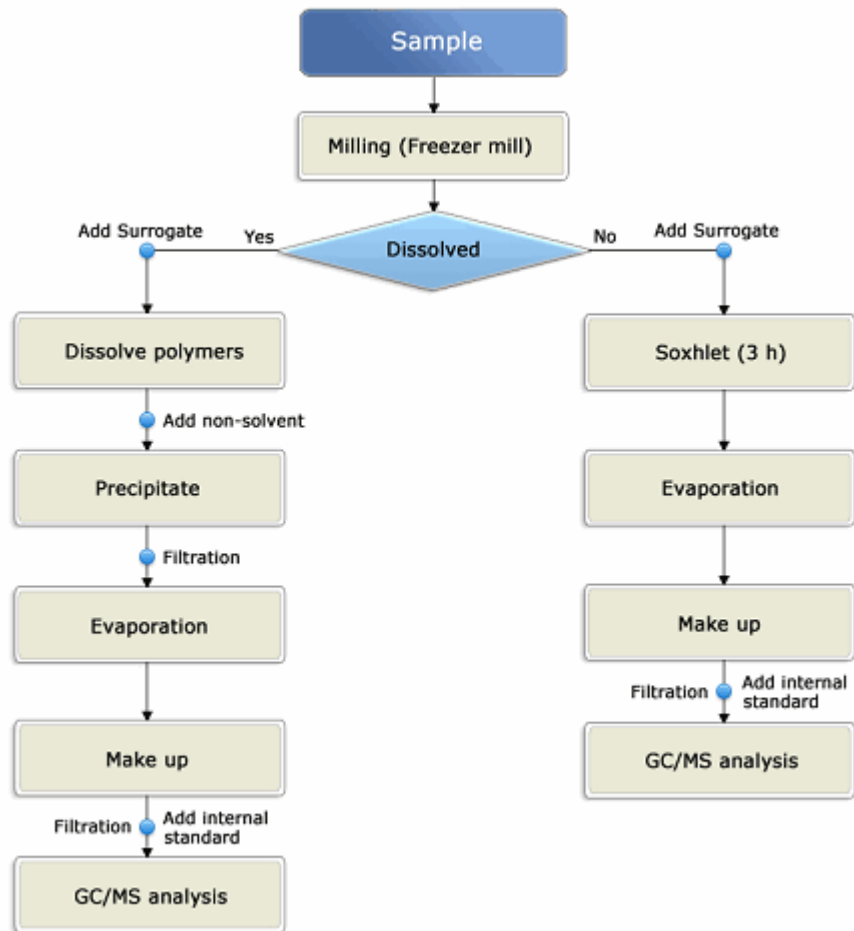 Sample
Milling (Freezer mill)
Add Surrogate
Yes
Dissolved
No
Add Surrogate
Dissolve polymers
Add non-solvent
Precipitate
Filtration
Evaporation
Make up
Filtration
Add internal
standard
GC/MS analysis
Soxhlet (3 h)
Evaporation
Make up
Filtration
Add internal
standard
GC/MS analysis